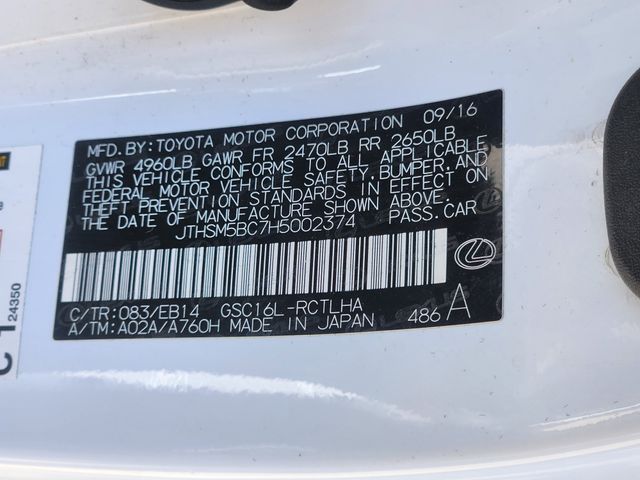 MFD.BY:TOYOTA MOTOR CORPORATION 09/16
GVWR 4960LB GAWR FR 2470LB RR 2650LB
THIS VEHICLE CONFORMS TO ALL APPLICABLE
FEDERAL MOTOR VEHICLE SAFETY,BUMPER,AND
THEFT PREVENTION STANDARDS IN EFFECT ON
THE DATE OF MANUFACTURE SHOWN ABOVE.
JTHSM5BC7H5002374 PASS.CAR
C/TR:083/EB14 GSC16L-RCTLHA
A/TM:A02A/A760H MADE IN JAPAN 486 A
24350